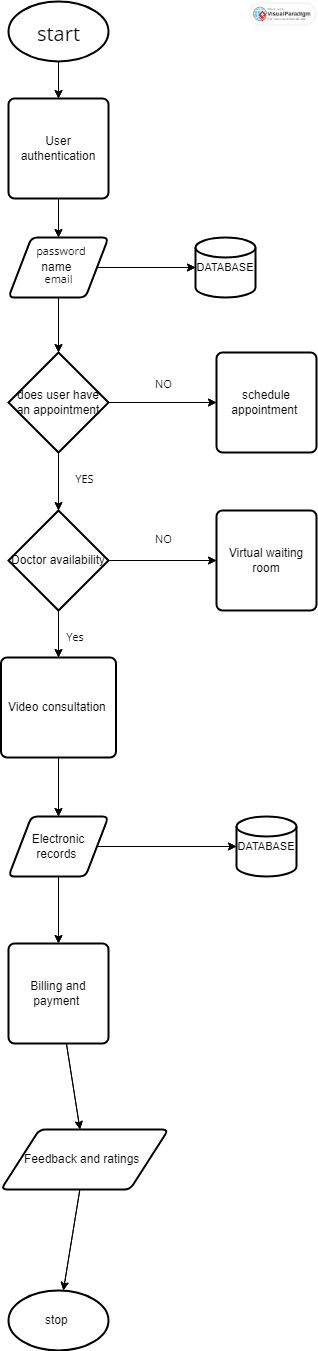 start
VisualParadigm
User
authentication
password
name
email
DATABASE
does user have
an appointment
NO
schedule
appointment
YES
Doctor availability
NO
Virtual waiting
room
Yes
Video consultation
Electronic
records
DATABASE
Billing and
payment
Feedback and ratings
stop